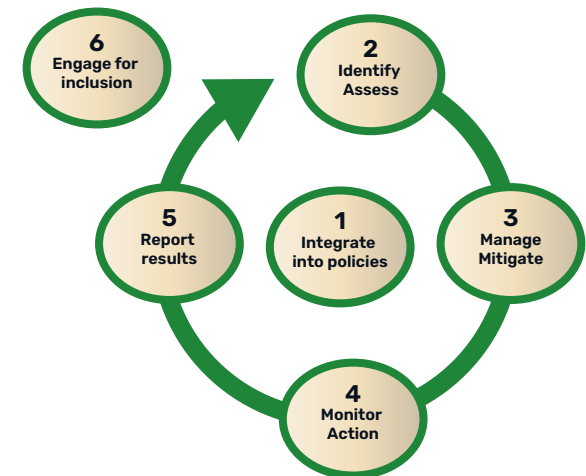 6
Engage for
inclusion
2
Identify
Assess
5
Report
results
1
Integrate
into policies
3
Manage
Mitigate
4
Monitor
Action